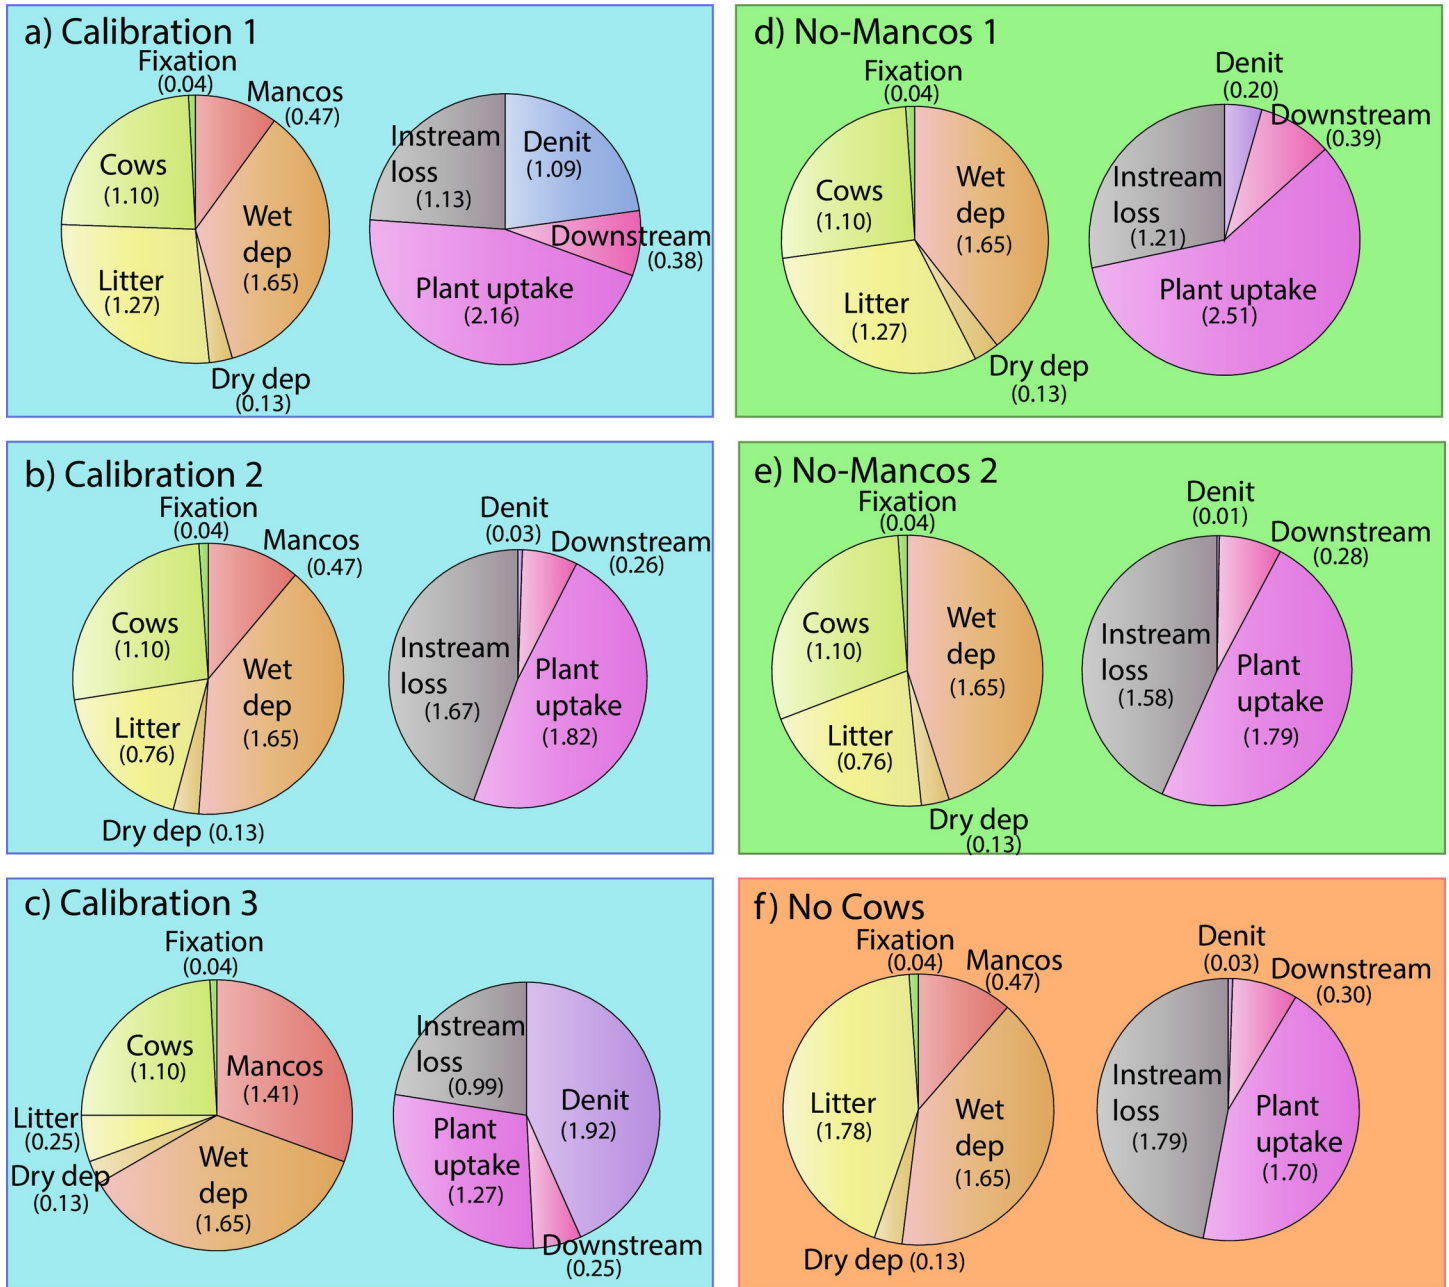 a) Calibration 1
Fixation
(0.04)
Mancos
(0.47)
Cows
(1.10)
Wet
dep
(1.65)
Litter
(1.27)
Dry dep
(0.13)
Instream
loss
(1.13)
Denit
(1.09)
Downstream
(0.38)
Plant uptake
(2.16)
d) No-Mancos 1
Fixation
(0.04)
Cows
(1.10)
Wet
dep
(1.65)
Litter
(1.27)
Dry dep
(0.13)
Denit
(0.20)
Downstream
(0.39)
Instream
loss
(1.21)
Plant uptake
(2.51)
b) Calibration 2
Fixation
(0.04)
Mancos
(0.47)
Cows
(1.10)
Wet
dep
(1.65)
Litter
(0.76)
Dry dep (0.13)
Denit
(0.03)
Downstream
(0.26)
Instream
loss
(1.67)
Plant
uptake
(1.82)
e) No-Mancos 2
Fixation
(0.04)
Cows
(1.10)
Wet
dep
(1.65)
Litter
(0.76)
Dry dep
(0.13)
Denit
(0.01)
Downstream
(0.28)
Instream
loss
(1.58)
Plant
uptake
(1.79)
c) Calibration 3
Fixation
(0.04)
Cows
(1.10)
Mancos
(1.41)
Litter
(0.25)
Dry dep
(0.13)
Wet
dep
(1.65)
Instream
loss
(0.99)
Denit
(1.92)
Plant
uptake
(1.27)
Downstream
(0.25)
f) No Cows
Fixation
(0.04)
Mancos
(0.47)
Litter
(1.78)
Wet
dep
(1.65)
Dry dep (0.13)
Denit
(0.03)
Downstream
(0.30)
Instream
loss
(1.79)
Plant
uptake
(1.70)